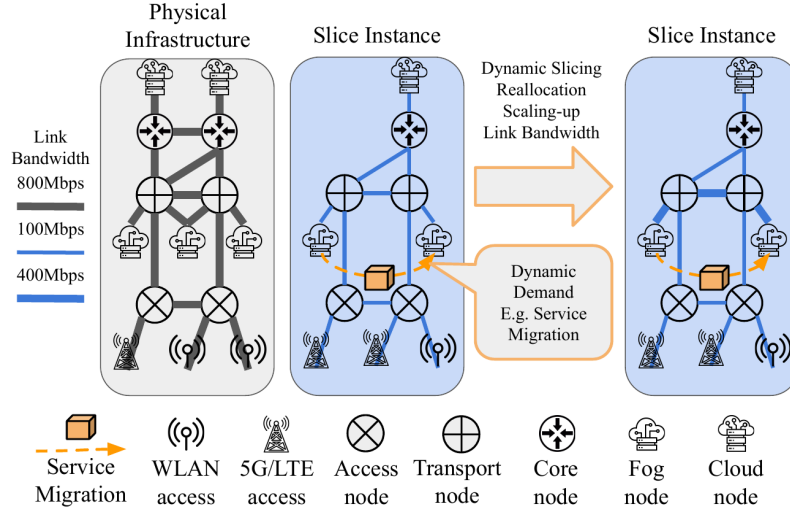 Physical
Infrastructure
Slice Instance
Slice Instance
Dynamic Slicing
Reallocation
Scaling-up
Link Bandwidth
Link
Bandwidth
800Mbps
100Mbps
400Mbps
Dynamic
Demand
E.g. Service
Migration
Service
Migration
WLAN
access
5G/LTE
access
Access
node
Transport
node
Core
node
Fog
node
Cloud
node